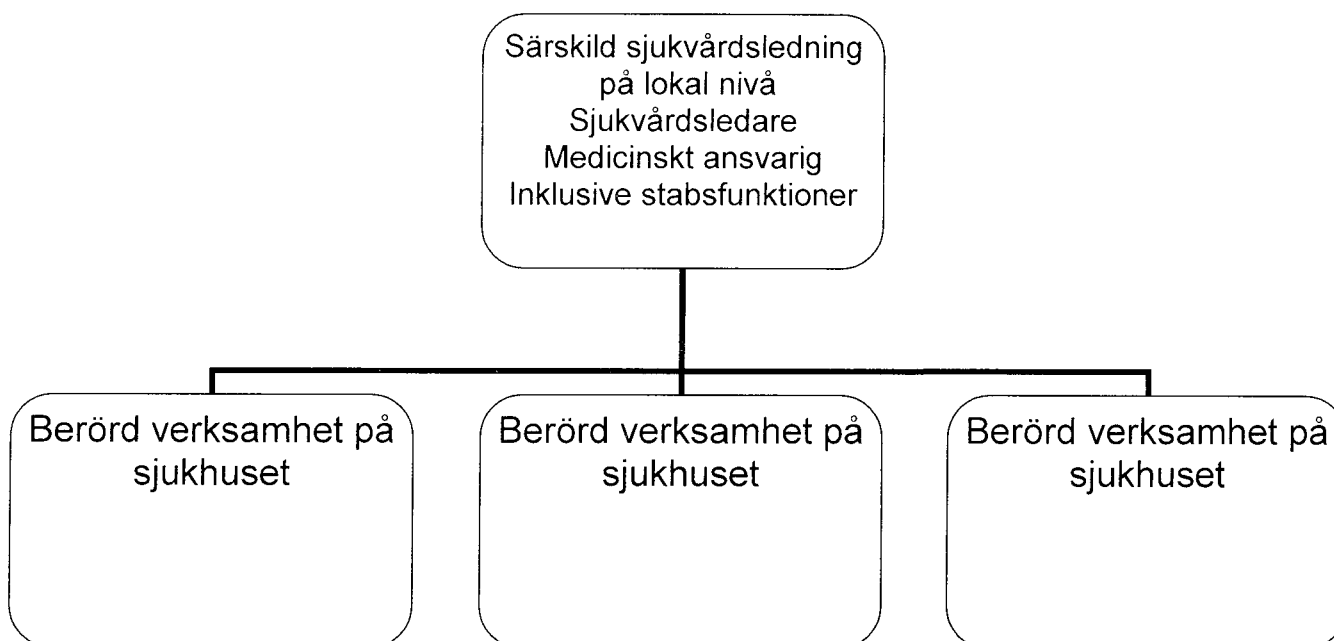 Särskild sjukvårdsledning
på lokal nivå
Sjukvårdsledare
Medicinskt ansvarig
Inklusive stabsfunktioner
Berörd verksamhet på
sjukhuset
Berörd verksamhet på
sjukhuset
Berörd verksamhet på
sjukhuset